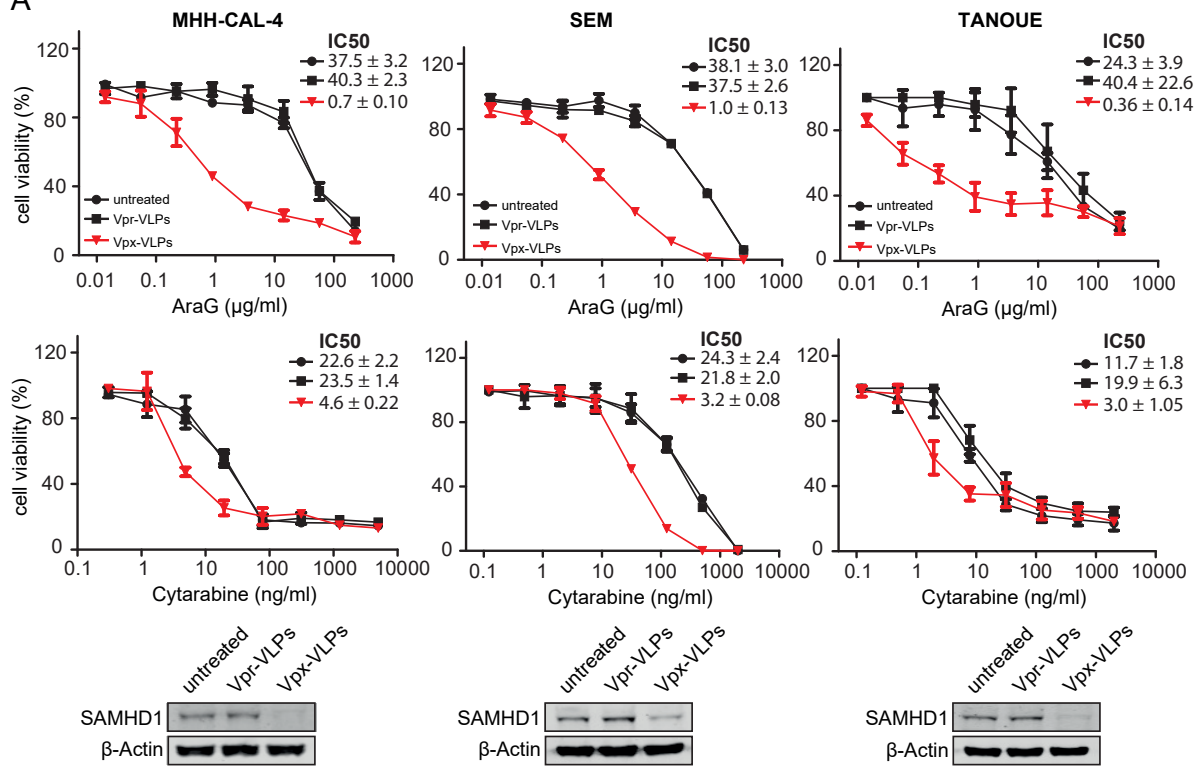 A
MHH-CAL-4
SEM
TANOUE
cell viability (%)
120
80
40
0
IC50
37.5 ± 3.2
40.3 ± 2.3
0.7 ± 0.10
untreated
Vpr-VLPs
Vpx-VLPs
0.01 0.1 1 10 100 1000
AraG (µg/ml)
120
80
40
0
IC50
38.1 ± 3.0
37.5 ± 2.6
1.0 ± 0.13
untreated
Vpr-VLPs
Vpx-VLPs
0.01 0.1 1 10 100 1000
AraG (µg/ml)
120
80
40
0
IC50
24.3 ± 3.9
40.4 ± 22.6
0.36 ± 0.14
untreated
Vpr-VLPs
Vpx-VLPs
0.01 0.1 1 10 100 1000
AraG (µg/ml)
cell viability (%)
120
80
40
0
IC50
22.6 ± 2.2
23.5 ± 1.4
4.6 ± 0.22
0.1 1 10 100 1000 10000
Cytarabine (ng/ml)
120
80
40
0
IC50
24.3 ± 2.4
21.8 ± 2.0
3.2 ± 0.08
0.1 1 10 100 1000 10000
Cytarabine (ng/ml)
120
80
40
0
IC50
11.7 ± 1.8
19.9 ± 6.3
3.0 ± 1.05
0.1 1 10 100 1000 10000
Cytarabine (ng/ml)
untreated
Vpr-VLPs
Vpx-VLPs
SAMHD1
β-Actin
untreated
Vpr-VLPs
Vpx-VLPs
SAMHD1
β-Actin
untreated
Vpr-VLPs
Vpx-VLPs
SAMHD1
β-Actin